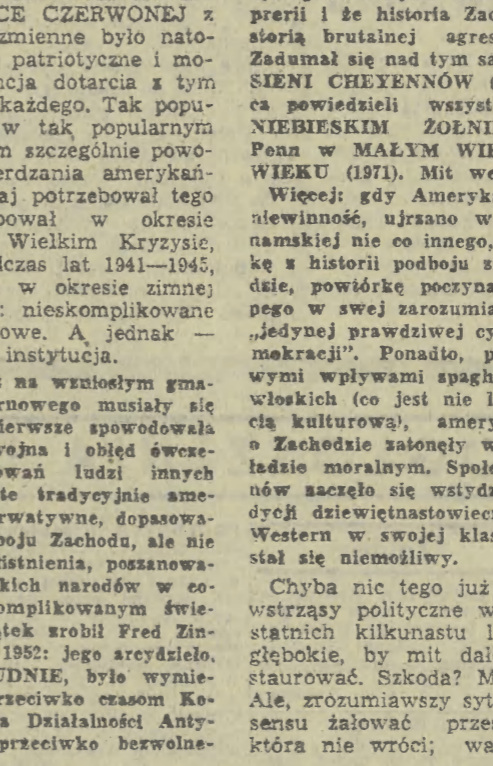 CE CZERWONEJ z
zmienne było nato-
patriotyczne i mo-
ncja dotarcia z tym
każdego. Tak popu-
w tak popularnym
m szczególnie powo-
erdzania amerykań-
aj potrzebował tego
bował w okresie
Wielkim Kryzysie,
dczas lat 1941—1945,
w okresie zimnej
: nieskomplikowane
owe. A jednak —
instytucja.
na wzniosłym gma-
rnowego musiały się
ierwsze spowodowała
ojna i obłęd ówcze-
owań ludzi innych
te tradycyjnie ame-
rwatywne, dopasowa-
boju Zachodu, ale nie
istnienia, poszanowa-
kich narodów w co-
omplikowanym świe-
ątek zrobił Fred Zin-
1952: jego arcydzieło,
UDNIE, było wymie-
rzeciwko czasom Ko-
a Działalności Anty-
przeciwko bezwolne-
prerii i że historia Zac
storią brutalnej agres
Zadumał się nad tym sa
SIENI CHEYENNÓW (
ca powiedzieli wszyst
NIEBIESKIM ŻOŁNI
Penn w MAŁYM WIE
WIEKU (1971). Mit we
Więcej: gdy Ameryk
niewinność, ujrzano w
namskiej nie co innego,
kę z historii podboju z
dzie, powtórkę poczyna
pego w swej zarozumia
„jedynej prawdziwej cy
mokracji”. Ponadto, p
wymi wpływami spagh
włoskich (co jest nie l
cią kulturową), amery
o Zachodzie zatonęły w
ładzie moralnym. Społe
nów zaczęło się wstydz
dycji dziewiętnastowiec
Western w swojej klas
stał się niemożliwy.
Chyba nic tego już
wstrząsy polityczne w
statnich kilkunastu l
głębokie, by mit dal
staurować. Szkoda? M
Ale, zrozumiawszy syt
sensu żałować prze
która nie wróci; wa